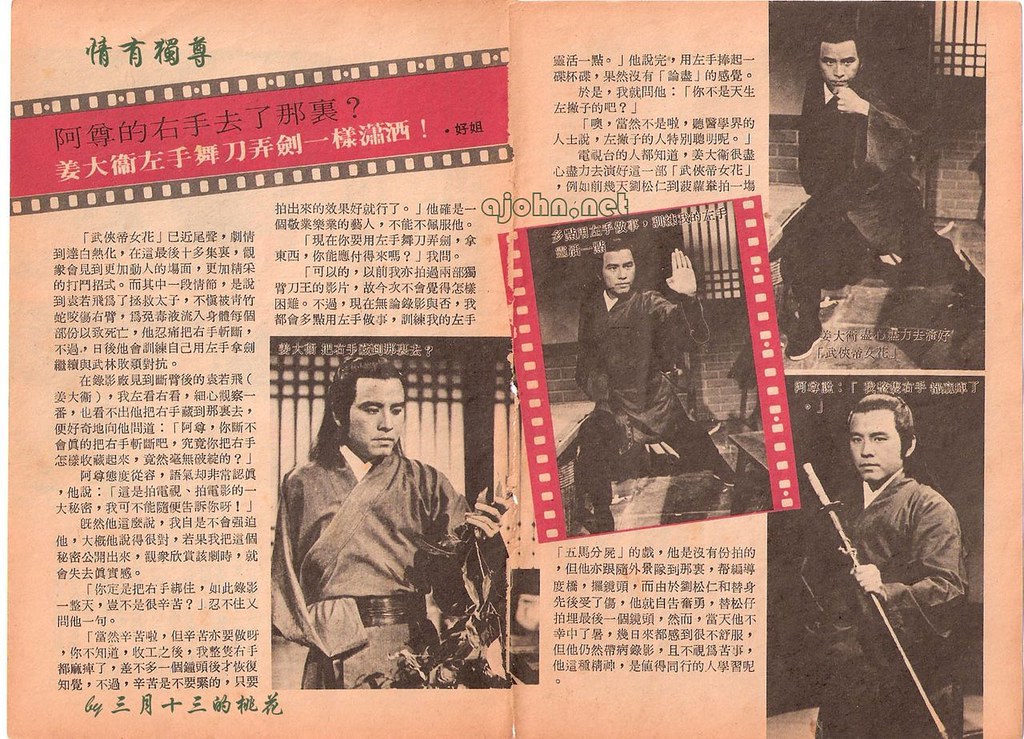 情有獨尊
阿尊的右手去了那裏?
姜大衞左手舞刀弄劍一樣瀟洒!
·好姐
「武俠帝女花」已近尾聲,劇情
到達白熱化,在這最後十多集裏,觀
衆會見到更加動人的場面,更加精采
的打鬥招式。而其中一段情節,是說
到袁若飛爲了拯救太子,不愼被青竹
蛇咬傷右臂,爲免毒液流入身體每個
部份以致死亡,他忍痛把右手斬斷,
不過,日後他會訓練自己用左手拿劍
繼續與武林敗類對抗。
在錄影廠見到斷臂後的袁若飛(
姜大衞),我左看右看,細心觀察一
番,也看不出他把右手藏到那裏去,
便好奇地向他問道:「阿尊,你斷不
會眞的把右手斬斷吧,究竟你把右手
怎樣收藏起來,竟然毫無破綻的?」
阿尊態度從容,語氣却非常認眞
,他說:「這是拍電視、拍電影的一
大秘密,我可不能隨便告訴你呀!」
旣然他這麼說,我自是不會强迫
他,大槪他說得很對,若果我把這個
秘密公開出來,觀衆欣賞該劇時,就
會失去眞實感。
「你定是把右手綁住,如此錄影
一整天,豈不是很辛苦?」忍不住又
問他一句。
「當然辛苦啦,但辛苦亦要做呀
,你不知道,收工之後,我整隻右手
都麻痺了,差不多一個鐘頭後才恢復
知覺,不過,辛苦是不要緊的,只要
拍出來的效果好就行了。」他確是一
個敬業樂業的藝人,不能不佩服他。
「現在你要用左手舞刀弄劍,拿
東西,你能應付得來嗎?」我問。
「可以的,以前我亦拍過兩部獨
臂刀王的影片,故今次不會覺得怎樣
困難。不過,現在無論錄影與否,我
都會多點用左手做事,訓練我的左手
姜大衞 把右手藏到那裏去?
by 三月十三的桃花
靈活一點。」他說完,用左手捧起一
碟杯碟,果然沒有「論盡」的感覺。
於是,我就問他:「你不是天生
左撇子的吧?」
「噢,當然不是啦,聽醫學界的
人士說,左撇子的人特別聰明呢。」
電視台的人都知道,姜大衞很盡
心盡力去演好這一部「武俠帝女花」
,例如前幾天劉松仁到菠蘿輋拍一場
ajohn.net
多點用左手做事,訓練我的左手
靈活一點
「五馬分屍」的戲,他是沒有份拍的
,但他亦跟隨外景隊到那裏,帮編導
度橋,攞鏡頭,而由於劉松仁和替身
先後受了傷,他就自告奮勇,替松仔
拍埋最後一個鏡頭,然而,當天他不
幸中了暑,幾日來都感到很不舒服,
但他仍然帶病錄影,且不視爲苦事,
他這種精神,是值得同行的人學習呢
。
姜大衞盡心盡力去演好
「武俠帝女花」
阿尊說:「我整隻右手都麻痺了
。」